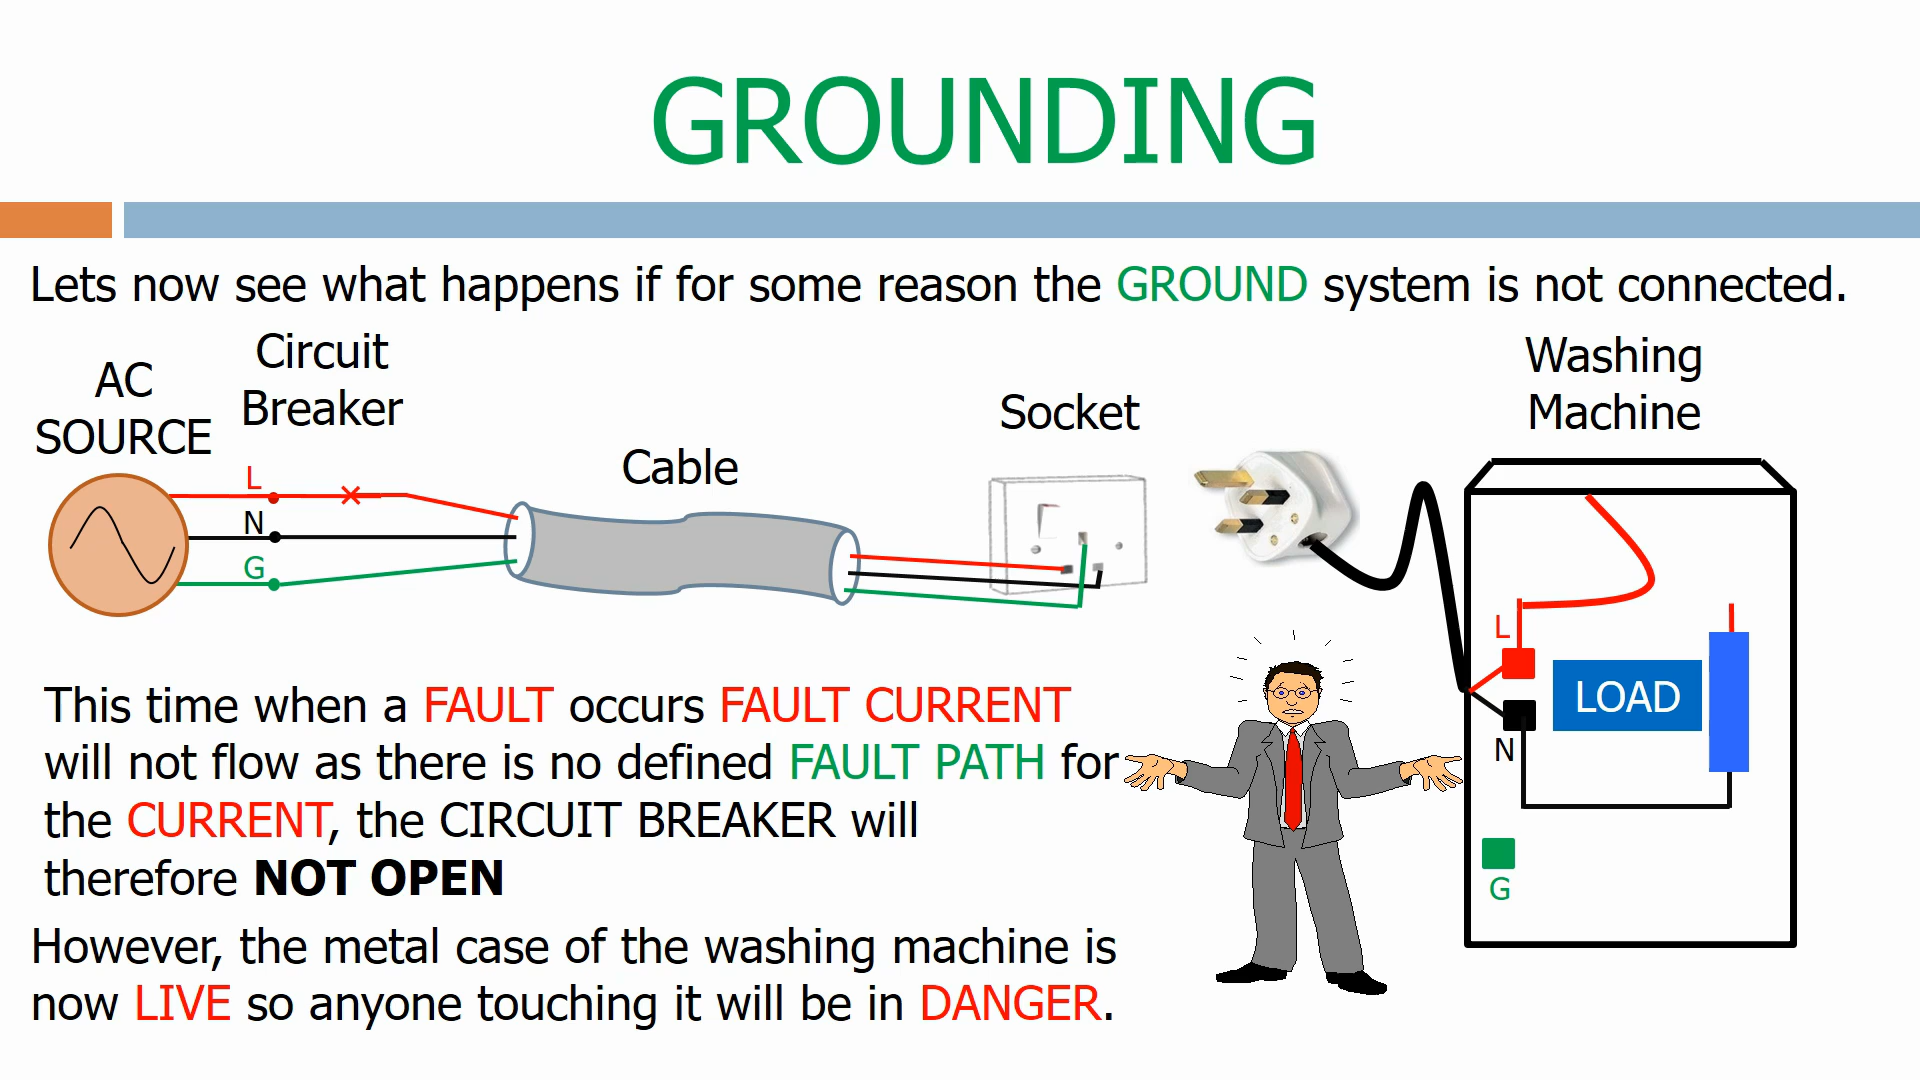 GROUNDING
Lets now see what happens if for some reason the GROUND system is not connected.
AC
SOURCE
Circuit
Breaker
L
N
G
Cable
Socket
Washing
Machine
L
LOAD
N
G
This time when a FAULT occurs FAULT CURRENT
will not flow as there is no defined FAULT PATH for
the CURRENT, the CIRCUIT BREAKER will
therefore NOT OPEN
However, the metal case of the washing machine is
now LIVE so anyone touching it will be in DANGER.